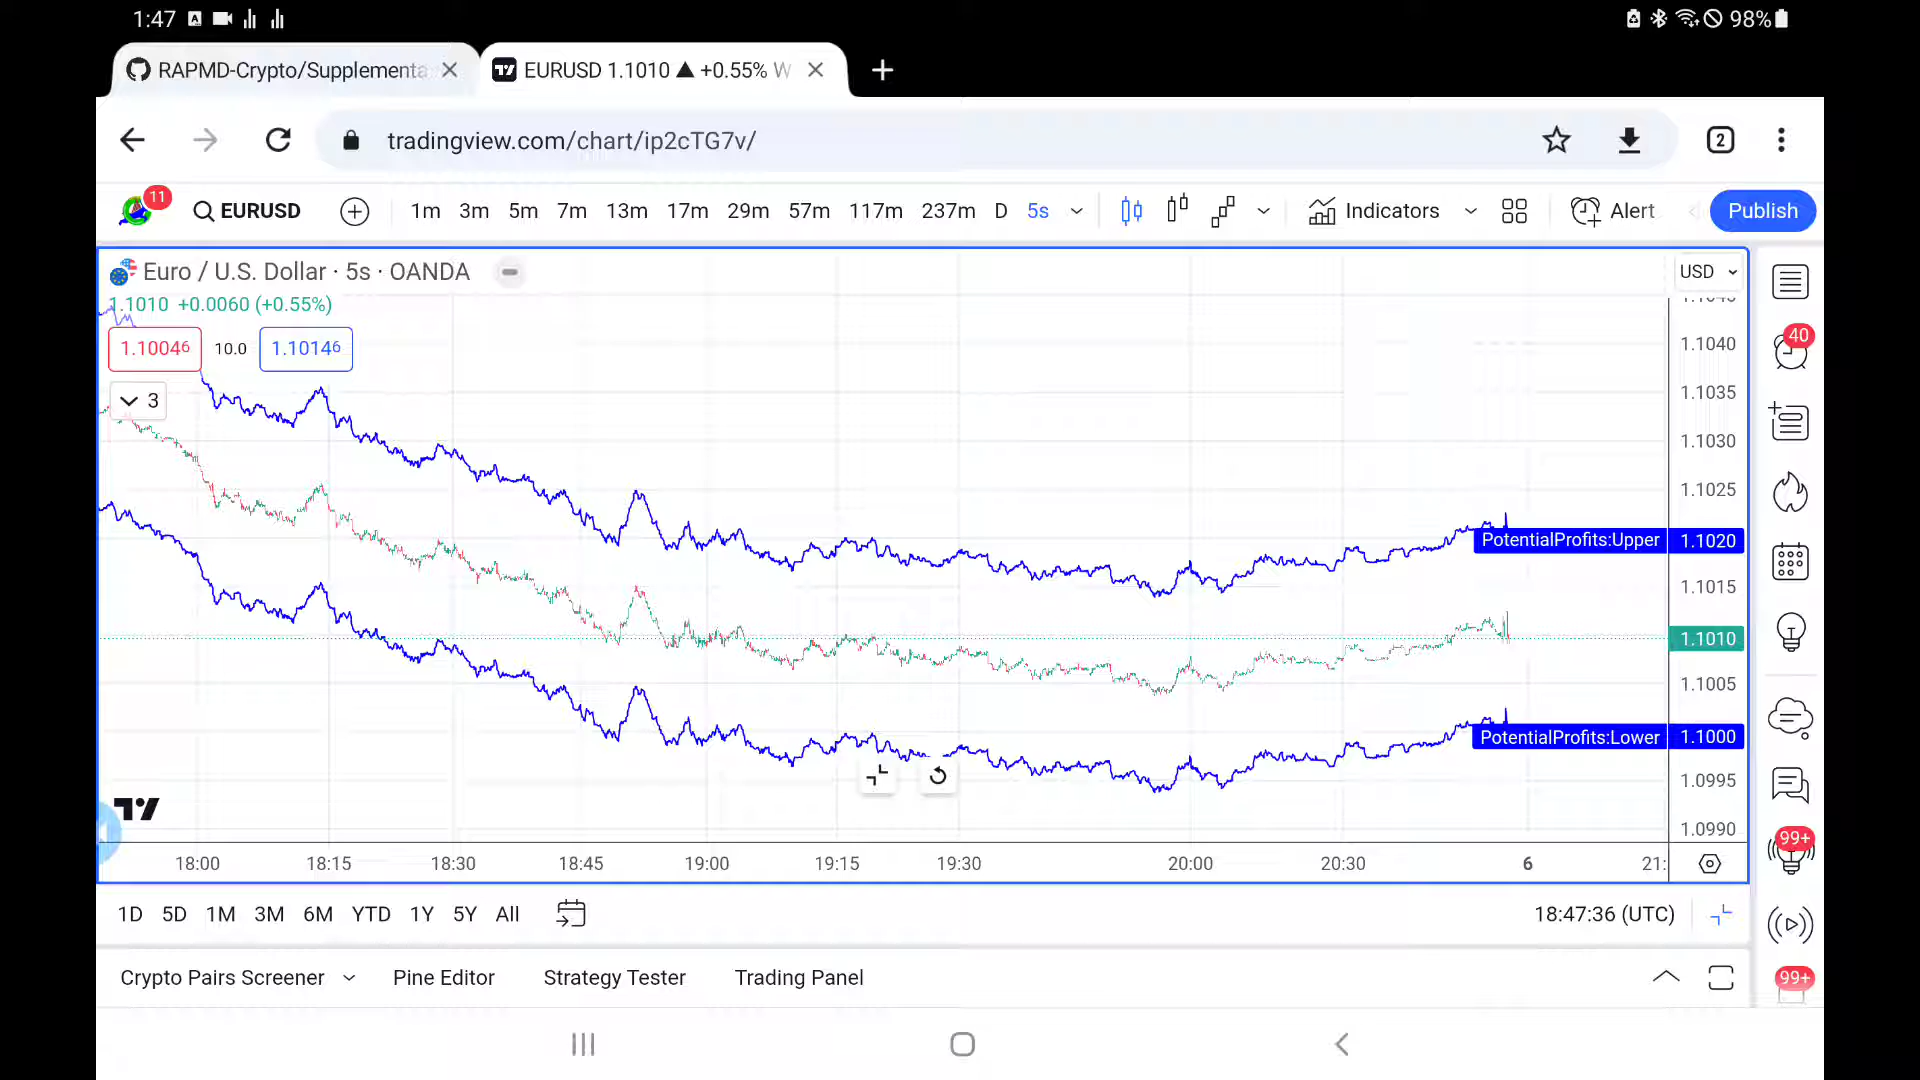 1:47
98%
RAPMD-Crypto/Supplementa
EURUSD 1.1010 ▲ +0.55% W
tradingview.com/chart/ip2cTG7v/
2
11
EURUSD
1m 3m 5m 7m 13m 17m 29m 57m 117m 237m D 5s
Indicators
Alert
Publish
Euro / U.S. Dollar · 5s · OANDA
USD
1.1010 +0.0060 (+0.55%)
1.10046 10.0 1.10146
3
40
1.1040
1.1035
1.1030
1.1025
PotentialProfits:Upper 1.1020
1.1015
1.1010
1.1005
PotentialProfits:Lower 1.1000
1.0995
1.0990
99+
18:00 18:15 18:30 18:45 19:00 19:15 19:30 20:00 20:30 6 21:
1D 5D 1M 3M 6M YTD 1Y 5Y All
18:47:36 (UTC)
Crypto Pairs Screener
Pine Editor
Strategy Tester
Trading Panel
99+